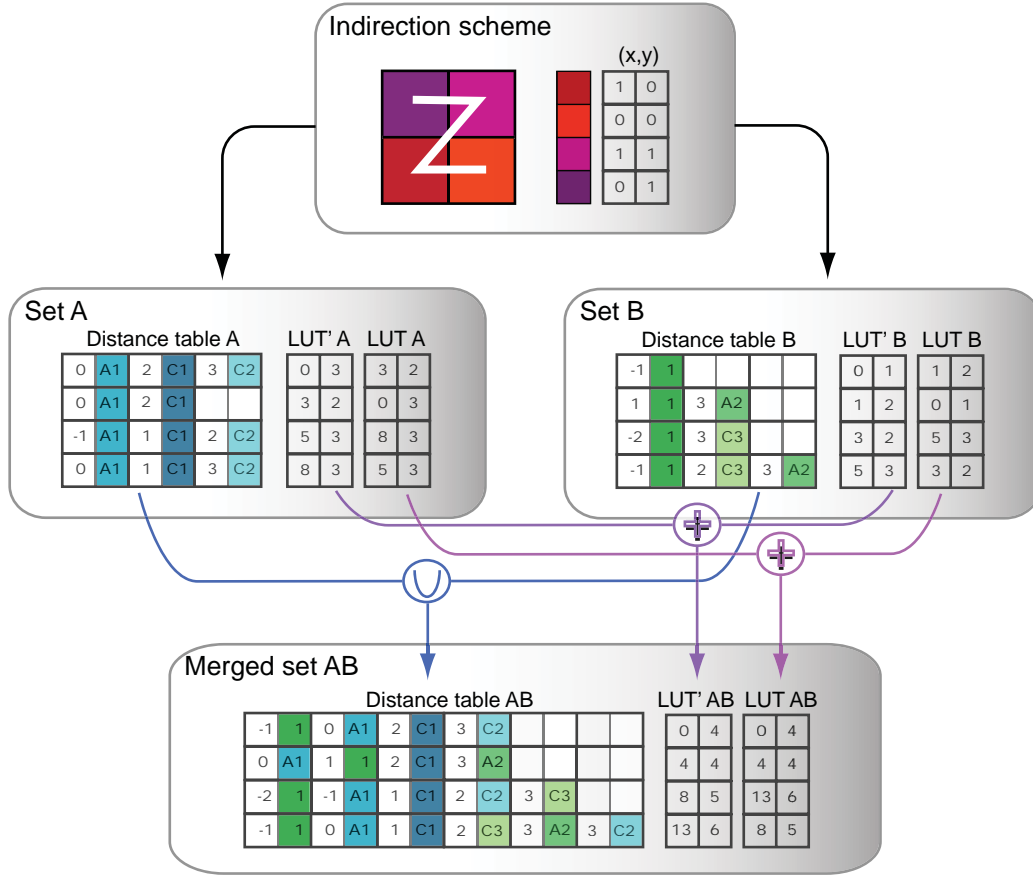 Indirection scheme
(x,y)
1 0
0 0
1 1
0 1
Z
Set A
Distance table A LUT' A LUT A
0 A1 2 C1 3 C2 0 3 3 2
0 A1 2 C1 3 2 0 3
-1 A1 1 C1 2 C2 5 3 8 3
0 A1 1 C1 3 C2 8 3 5 3
Set B
Distance table B LUT' B LUT B
-1 1 0 1 1 2
1 1 3 A2 1 2 0 1
-2 1 3 C3 3 2 5 3
-1 1 2 C3 3 A2 5 3 3 2
Merged set AB
Distance table AB LUT' AB LUT AB
-1 1 0 A1 2 C1 3 C2 0 4 0 4
0 A1 1 1 2 C1 3 A2 4 4 4 4
-2 1 -1 A1 1 C1 2 C2 3 C3 8 5 13 6
-1 1 0 A1 1 C1 2 C3 3 A2 3 C2 13 6 8 5